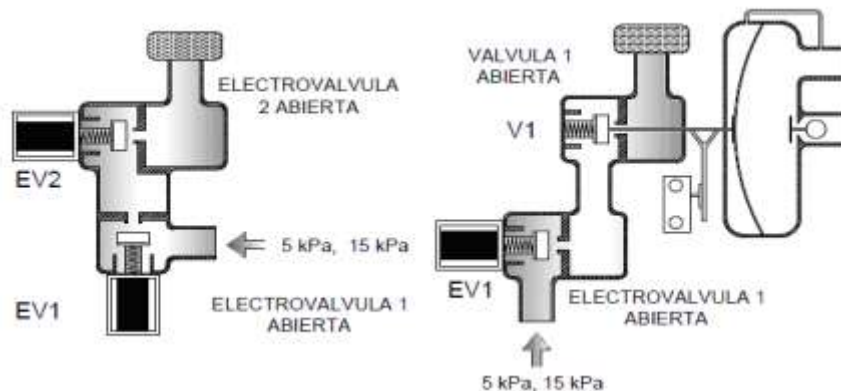 ELECTROVALVULA
2 ABIERTA
EV2
5 kPa, 15 kPa
EV1
ELECTROVALVULA 1
ABIERTA
VALVULA 1
ABIERTA
V1
EV1
ELECTROVALVULA 1
ABIERTA
5 kPa, 15 kPa